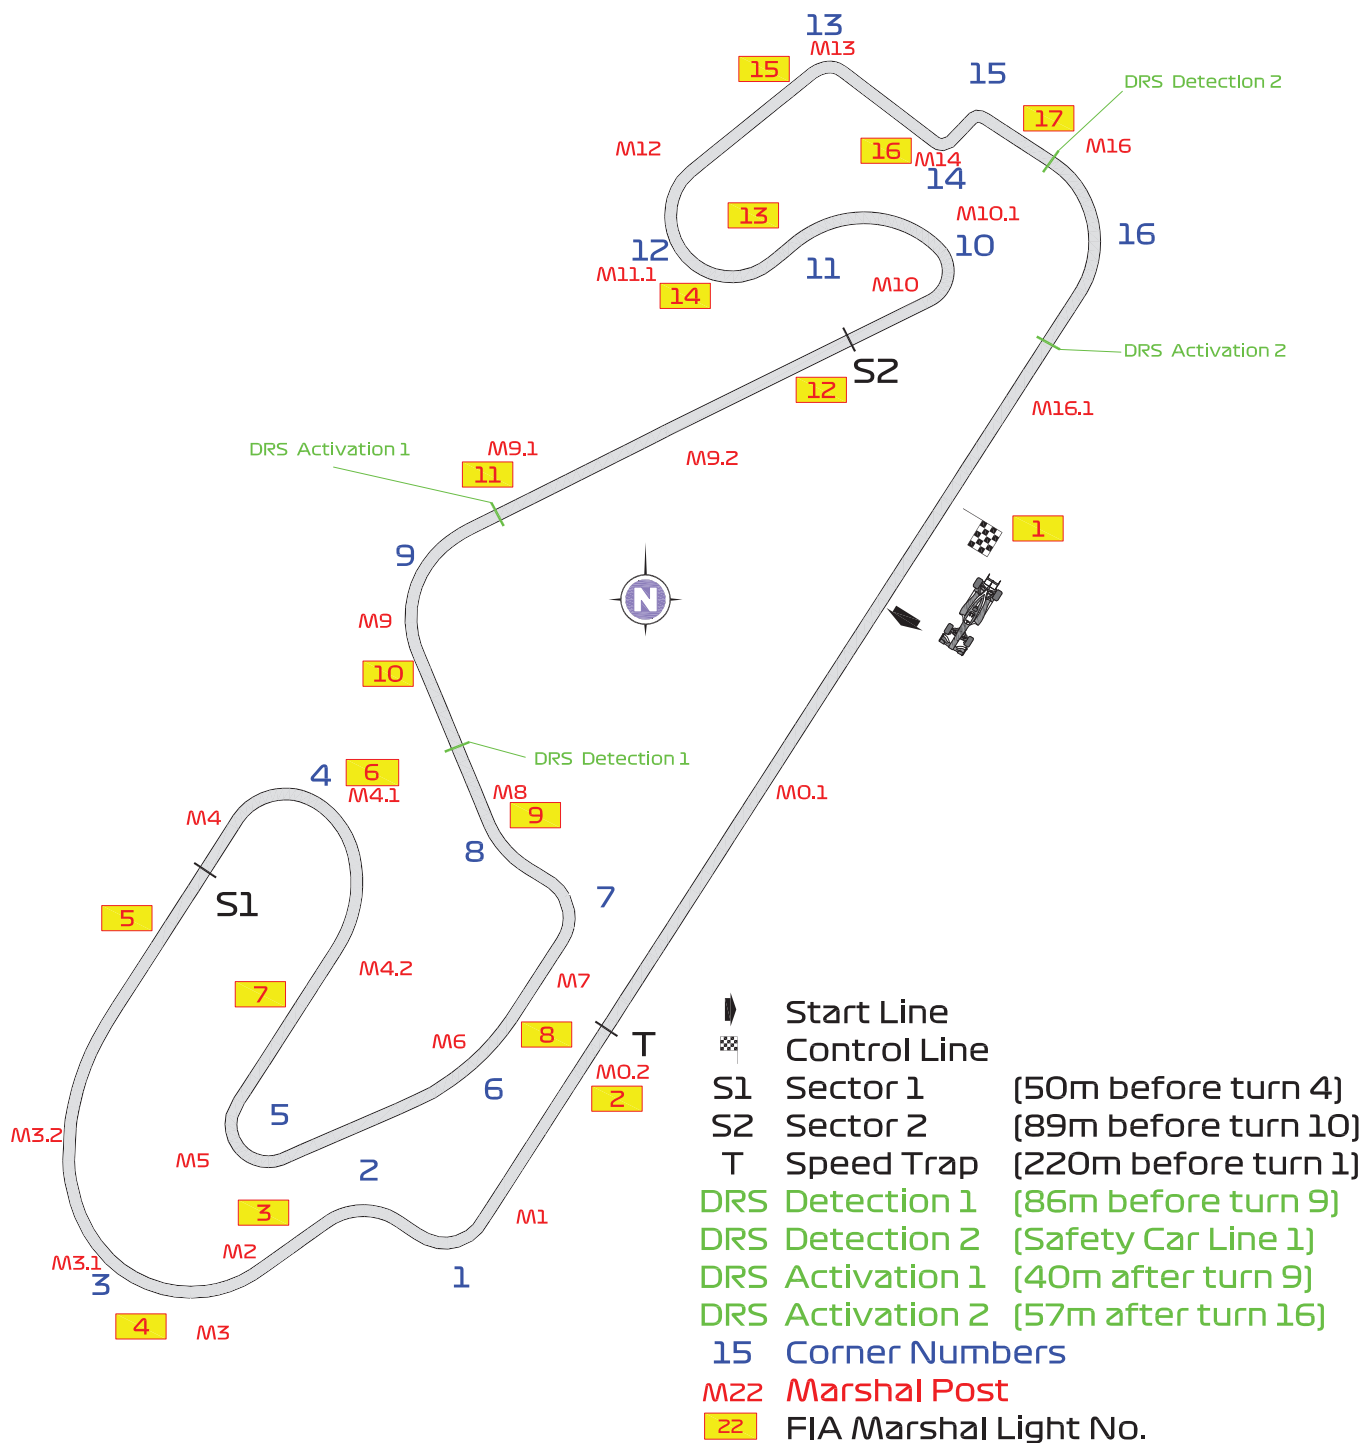 13
M13
15
15
DRS Detection 2
17
M12
16
M14
M16
14
13
M10.1
16
12
10
11
M11.1
M10
14
DRS Activation 2
S2
12
M16.1
DRS Activation 1
M9.1
11
M9.2
1
9
N
M9
10
DRS Detection 1
4
6
M4.1
M8
M0.1
M4
9
8
7
S1
5
M4.2
M7
7
8
M6
T
M0.2
6
2
5
M3.2
M5
2
3
M1
M2
M3.1
3
1
4
M3
Start Line
Control Line
S1 Sector 1 (50m before turn 4)
S2 Sector 2 (89m before turn 10)
T Speed Trap (220m before turn 1)
DRS Detection 1 (86m before turn 9)
DRS Detection 2 (Safety Car Line 1)
DRS Activation 1 (40m after turn 9)
DRS Activation 2 (57m after turn 16)
15 Corner Numbers
M22 Marshal Post
22 FIA Marshal Light No.